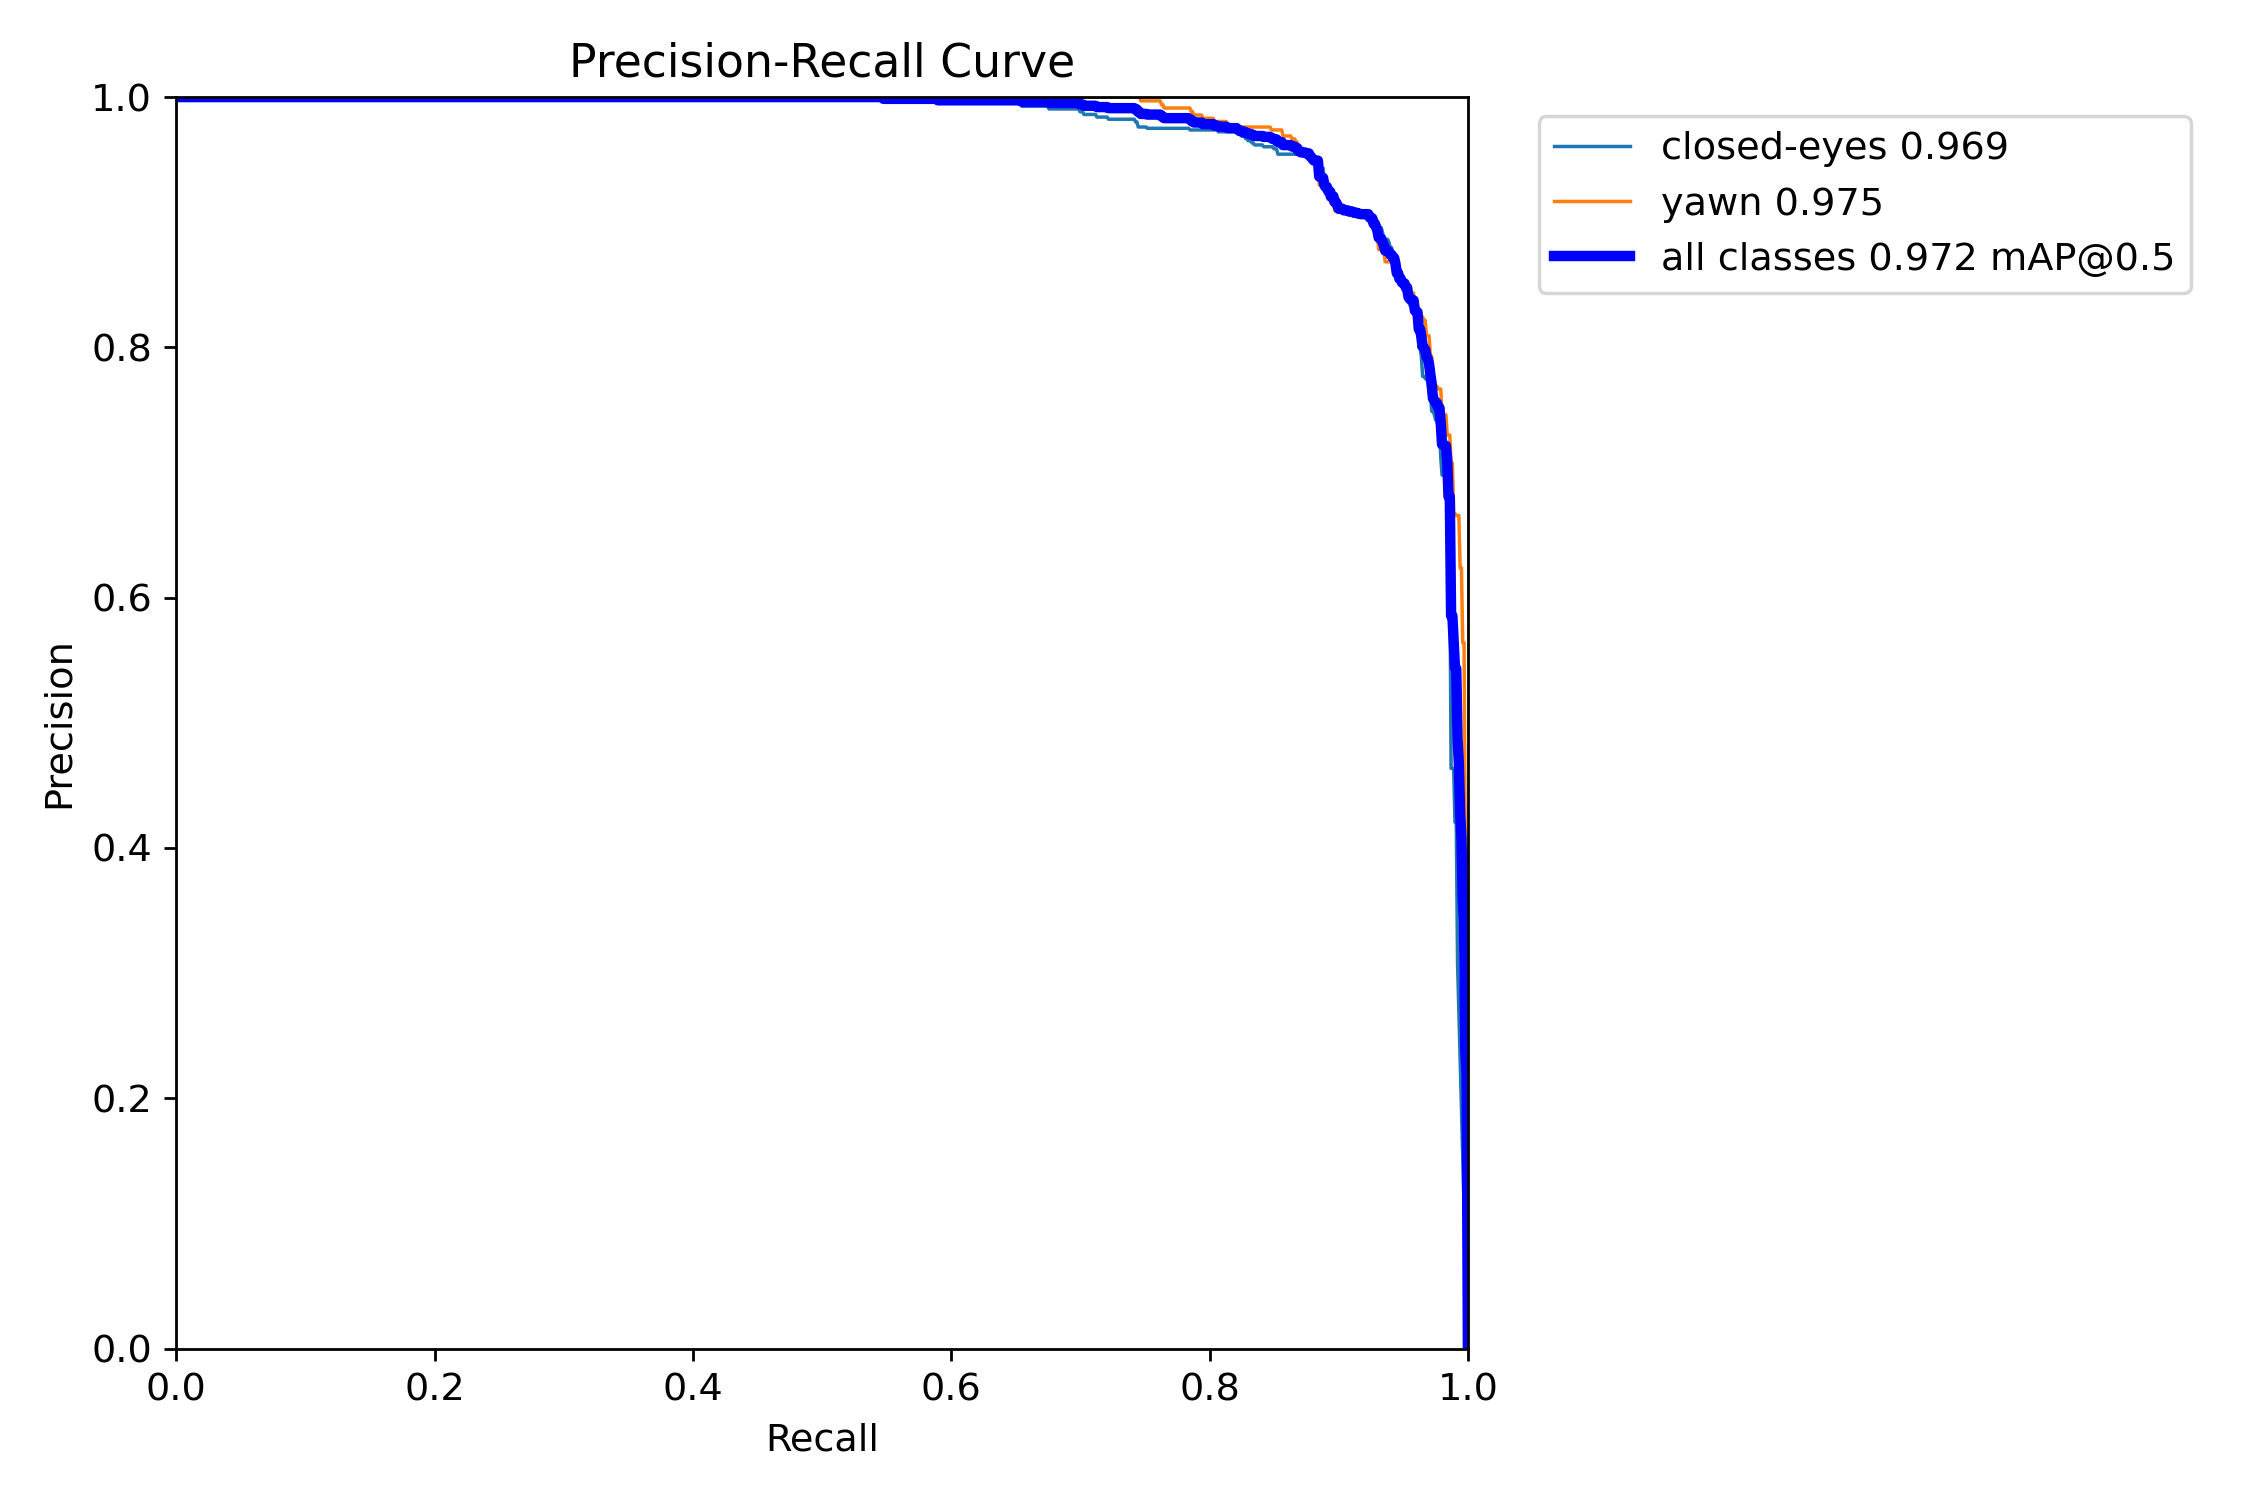 Precision-Recall Curve
1.0
0.8
0.6
0.4
0.2
0.0
Precision
0.0 0.2 0.4 0.6 0.8 1.0
Recall
closed-eyes 0.969
yawn 0.975
all classes 0.972 mAP@0.5